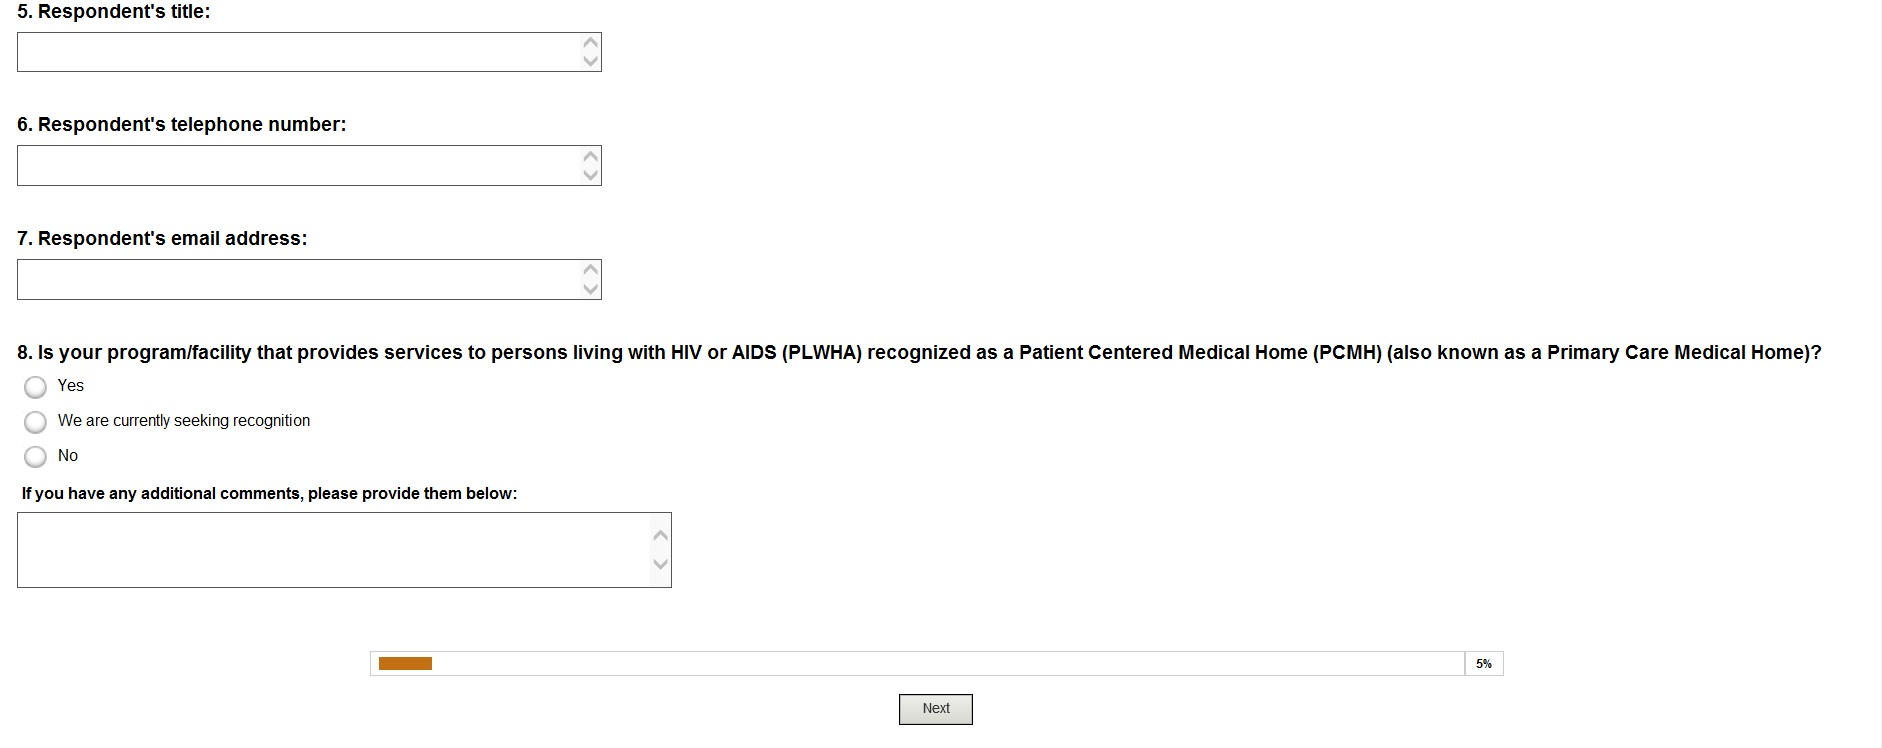 5. Respondent's title:
6. Respondent's telephone number:
7. Respondent's email address:
8. Is your program/facility that provides services to persons living with HIV or AIDS (PLWHA) recognized as a Patient Centered Medical Home (PCMH) (also known as a Primary Care Medical Home)?
Yes
We are currently seeking recognition
No
If you have any additional comments, please provide them below:
5%
Next